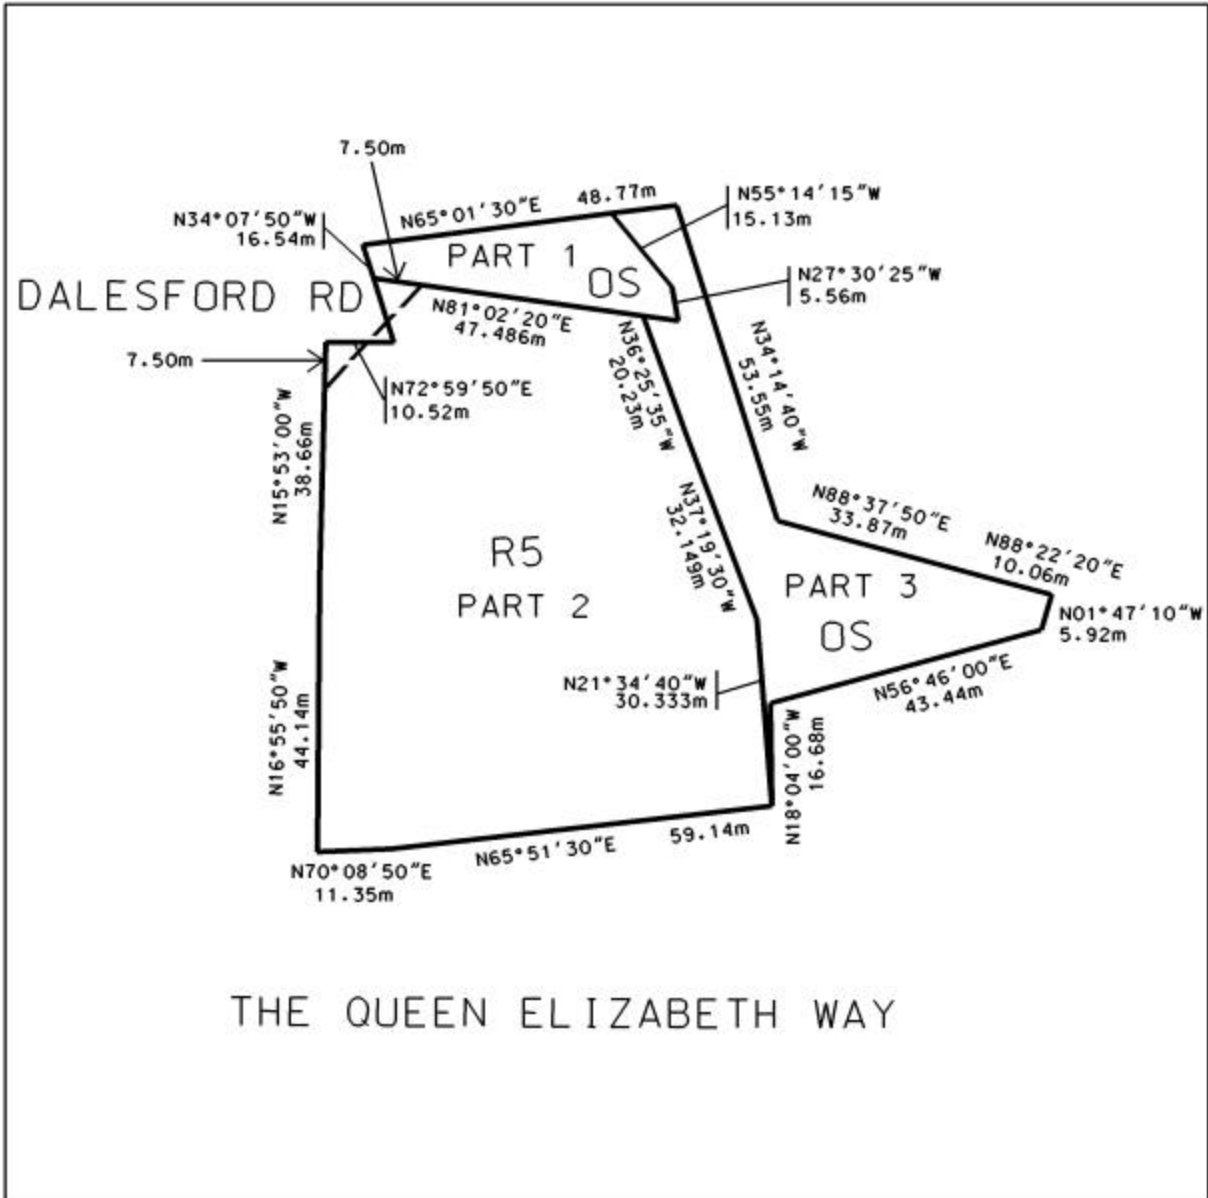 7.50m
N55°14'15"W
15.13m
N65°01'30"E
48.77m
N34°07'50"W
16.54m
PART 1
OS
N27°30'25"W
5.56m
DALESFORD RD
N81°02'20"E
47.486m
7.50m
N72°59'50"E
10.52m
N36°25'35"W
20.23m
N34°14'40"W
53.55m
N15°53'00"W
38.66m
N37°19'30"W
32.149m
N88°37'50"E
33.87m
N88°22'20"E
10.06m
R5
PART 2
PART 3
OS
N01°47'10"W
5.92m
N21°34'40"W
30.333m
N56°46'00"E
43.44m
N16°55'50"W
44.14m
N18°04'00"W
16.68m
N65°51'30"E
59.14m
N70°08'50"E
11.35m
THE QUEEN ELIZABETH WAY